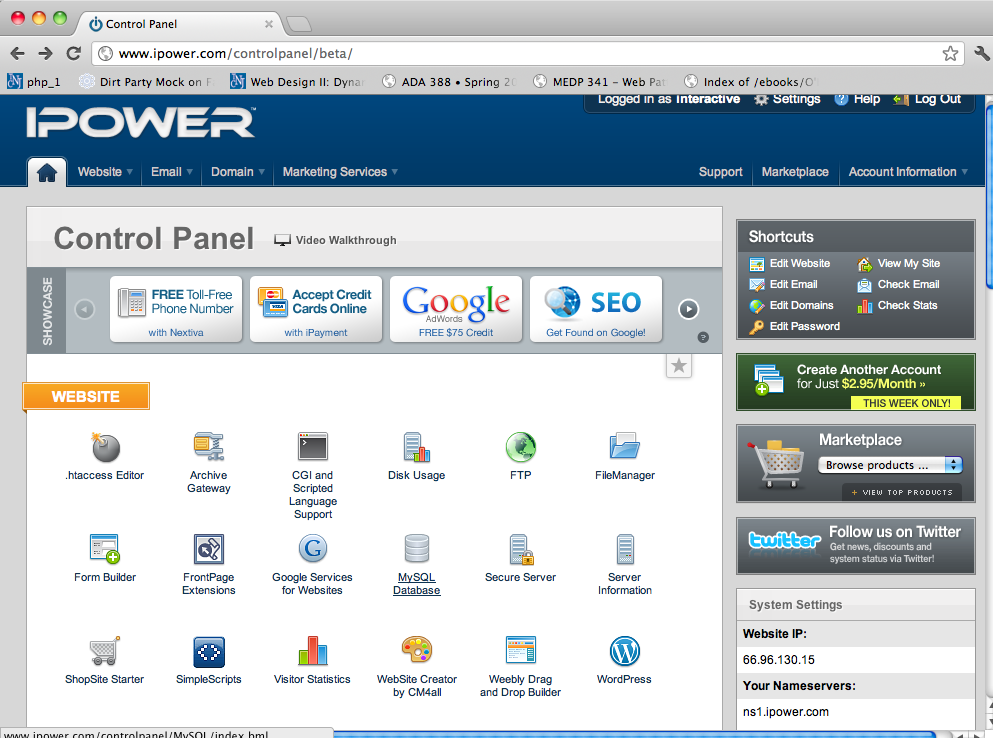 Control Panel
www.ipower.com/controlpanel/beta/
php_1
Dirt Party Mock on F
Web Design II: Dynar
ADA 388 • Spring 20
MEDP 341 – Web Pat
Index of /ebooks/O'
IPOWER™
Logged in as Interactive
Settings
Help
Log Out
Website
Email
Domain
Marketing Services
Support
Marketplace
Account Information
Control Panel
Video Walkthrough
SHOWCASE
FREE Toll-Free
Phone Number
with Nextiva
Accept Credit
Cards Online
with iPayment
Google
AdWords
FREE $75 Credit
SEO
Get Found on Google!
?
WEBSITE
.htaccess Editor
Archive
Gateway
CGI and
Scripted
Language
Support
Disk Usage
FTP
FileManager
Form Builder
FrontPage
Extensions
Google Services
for Websites
MySQL
Database
Secure Server
Server
Information
ShopSite Starter
SimpleScripts
Visitor Statistics
WebSite Creator
by CM4all
Weebly Drag
and Drop Builder
WordPress
Shortcuts
Edit Website
View My Site
Edit Email
Check Email
Edit Domains
Check Stats
Edit Password
Create Another Account
for Just $2.95/Month »
THIS WEEK ONLY!
Marketplace
Browse products ...
+ VIEW TOP PRODUCTS
twitter
Follow us on Twitter
Get news, discounts and
system status via Twitter!
System Settings
Website IP:
66.96.130.15
Your Nameservers:
ns1.ipower.com
www.ipower.com/controlpanel/MySQL/index.bml